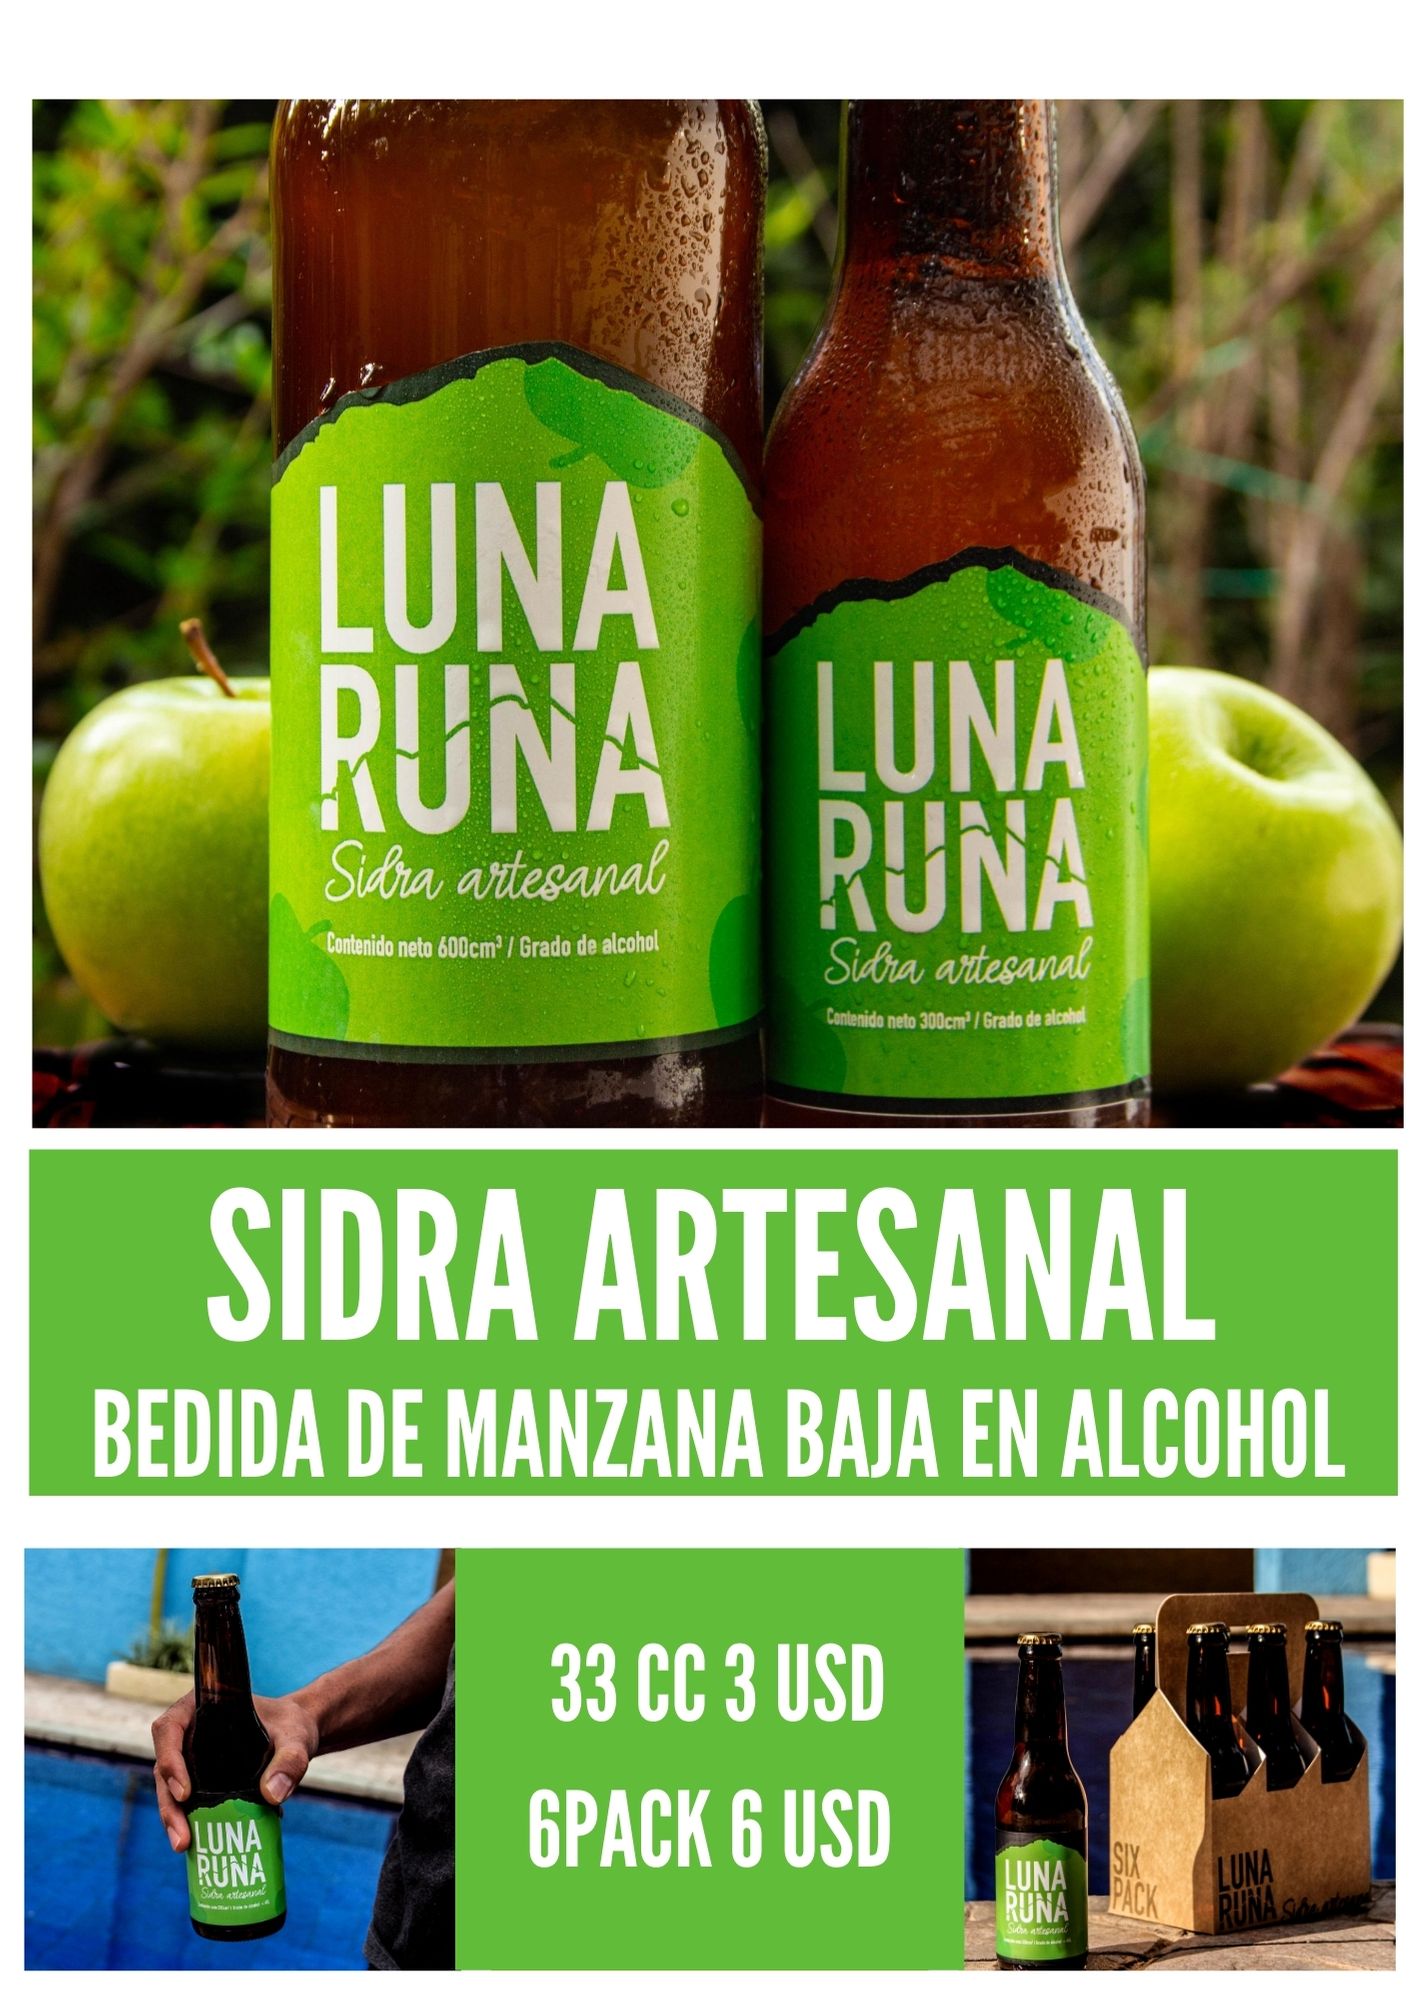 LUNA
RUNA
Sidra artesanal
Contenido neto 600cm³ / Grado de alcohol
LUNA
RUNA
Sidra artesanal
Contenido neto 300cm³ / Grado de alcohol
SIDRA ARTESANAL
BEDIDA DE MANZANA BAJA EN ALCOHOL
LUNA
RUNA
Sidra artesanal
33 CC 3 USD
6PACK 6 USD
LUNA
RUNA
Sidra artesanal
SIX
PACK
LUNA
RUNA
Sidra artesanal